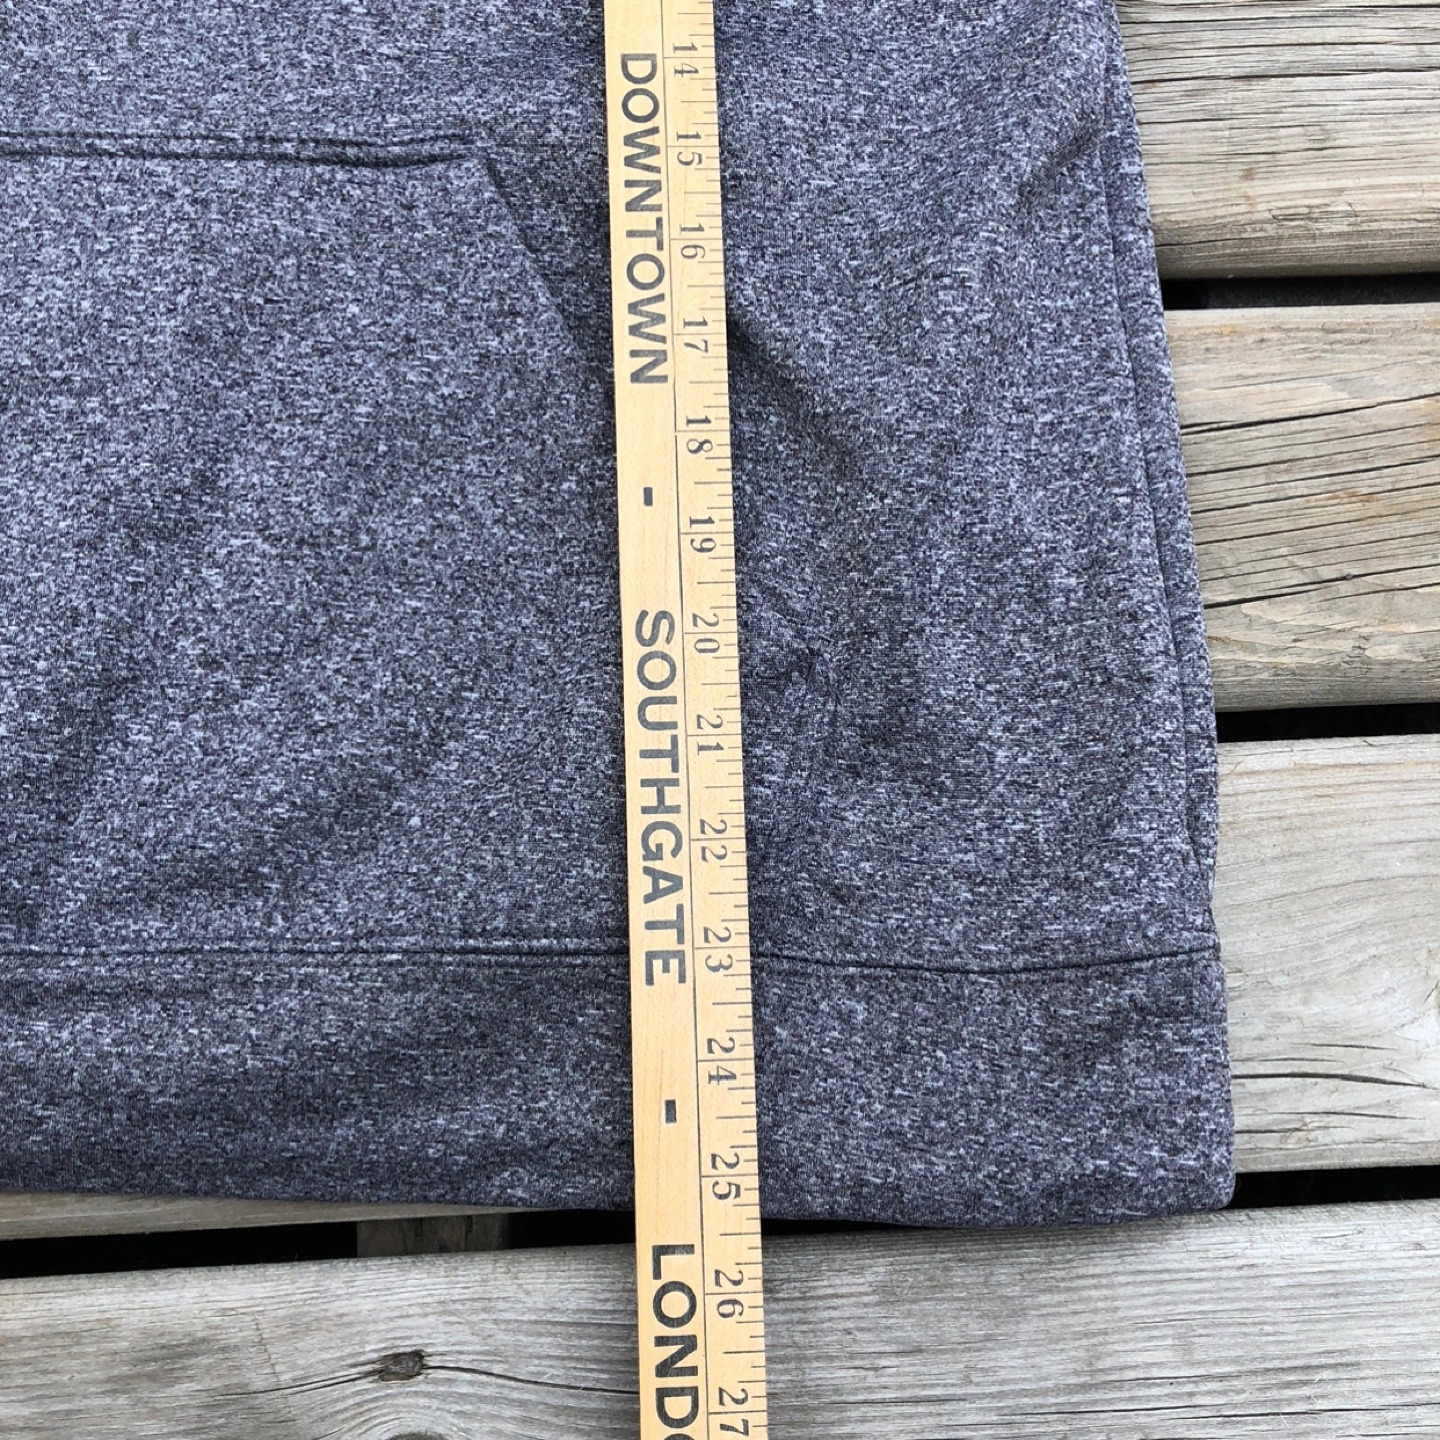 DOWNTOWN - SOUTHGATE - LONDO
14 15 16 17 18 19 20 21 22 23 24 25 26 27